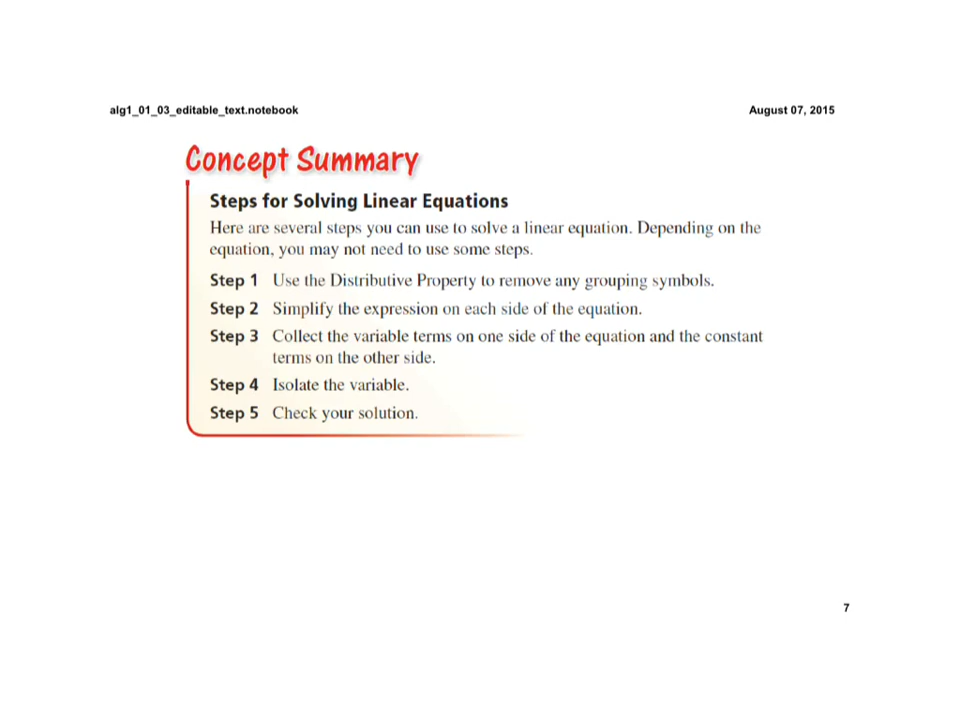 alg1_01_03_editable_text.notebook August 07, 2015
Concept Summary
Steps for Solving Linear Equations
Here are several steps you can use to solve a linear equation. Depending on the
equation, you may not need to use some steps.
Step 1 Use the Distributive Property to remove any grouping symbols.
Step 2 Simplify the expression on each side of the equation.
Step 3 Collect the variable terms on one side of the equation and the constant
terms on the other side.
Step 4 Isolate the variable.
Step 5 Check your solution.
7